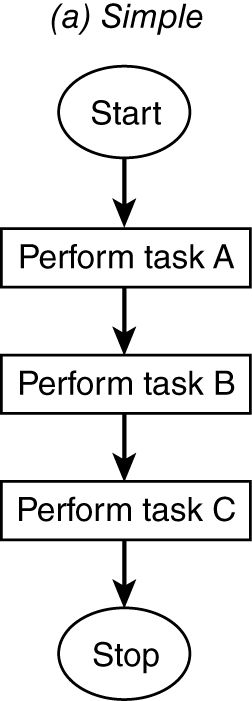 (a) Simple
Start
Perform task A
Perform task B
Perform task C
Stop